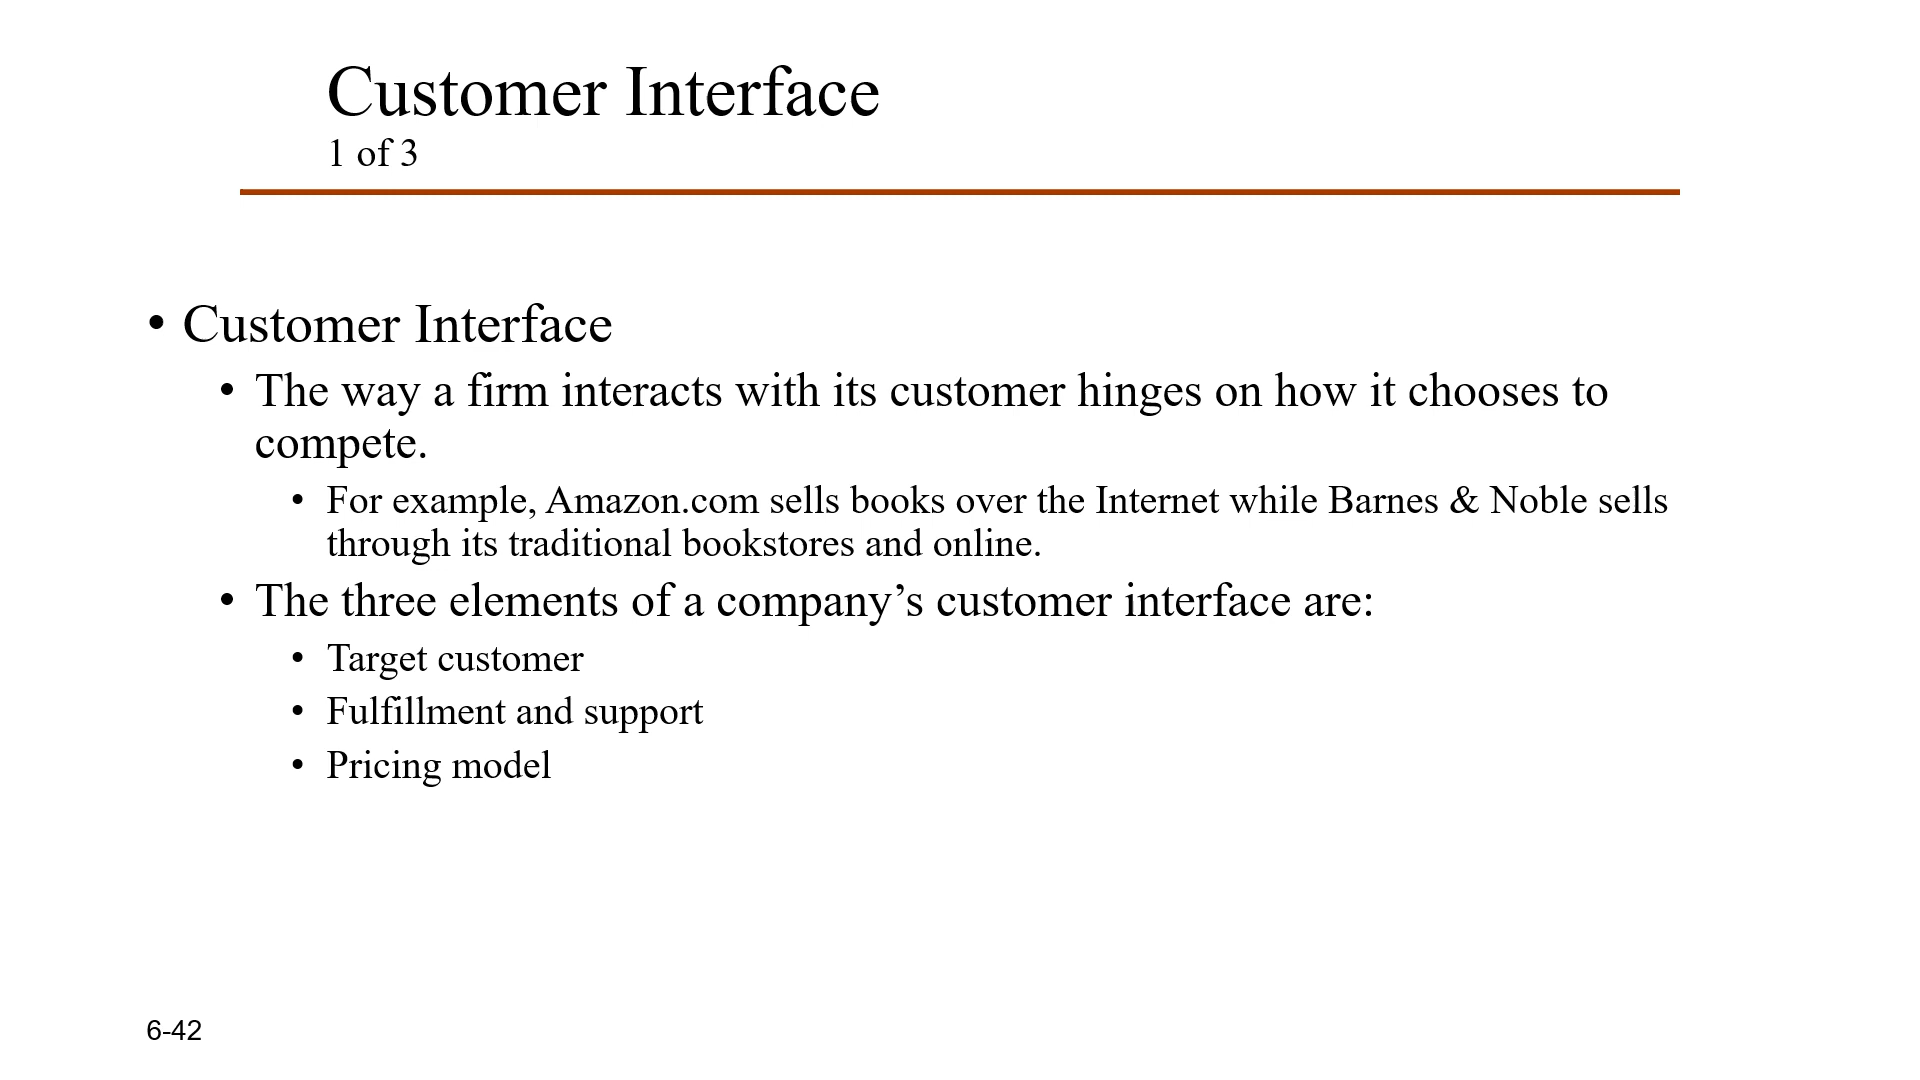 Customer Interface
1 of 3
• Customer Interface
• The way a firm interacts with its customer hinges on how it chooses to
compete.
• For example, Amazon.com sells books over the Internet while Barnes & Noble sells
through its traditional bookstores and online.
• The three elements of a company’s customer interface are:
• Target customer
• Fulfillment and support
• Pricing model
6-42